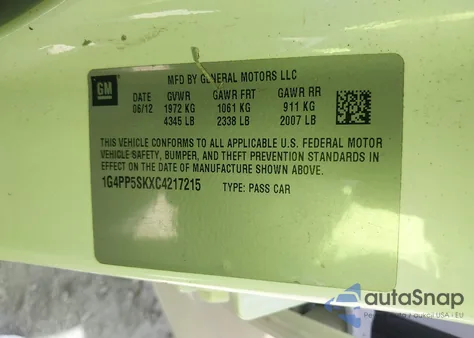 MFD BY GENERAL MOTORS LLC
GM
DATE GVWR GAWR FRT GAWR RR
06/12 1972 KG 1061 KG 911 KG
4345 LB 2338 LB 2007 LB
THIS VEHICLE CONFORMS TO ALL APPLICABLE U.S. FEDERAL MOTOR
VEHICLE SAFETY, BUMPER, AND THEFT PREVENTION STANDARDS IN
EFFECT ON THE DATE OF MANUFACTURE SHOWN ABOVE.
1G4PP5SKXC4217215 TYPE: PASS CAR
autaSnap